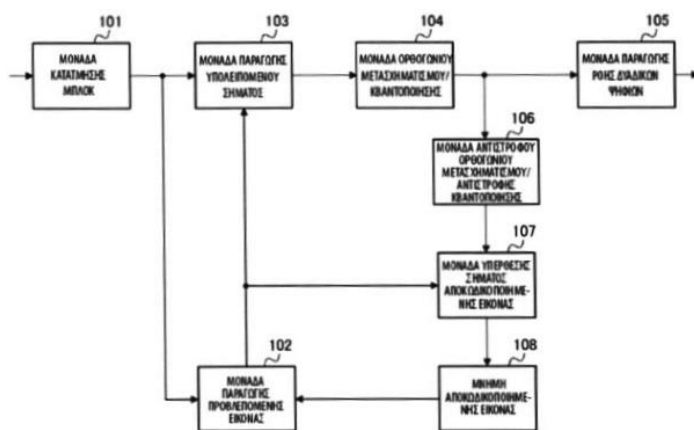 101
ΜΟΝΑΔΑ
ΚΑΤΑΤΜΗΣΗΣ
ΜΠΛΟΚ
103
ΜΟΝΑΔΑ ΠΑΡΑΓΩΓΗΣ
ΥΠΟΛΕΙΠΟΜΕΝΟΥ
ΣΗΜΑΤΟΣ
104
ΜΟΝΑΔΑ ΟΡΘΟΓΩΝΙΟΥ
ΜΕΤΑΣΧΗΜΑΤΙΣΜΟΥ/
ΚΒΑΝΤΟΠΟΙΗΣΗΣ
105
ΜΟΝΑΔΑ ΠΑΡΑΓΩΓΗΣ
ΡΟΗΣ ΔΥΑΔΙΚΩΝ
ΨΗΦΙΩΝ
106
ΜΟΝΑΔΑ ΑΝΤΙΣΤΡΟΦΟΥ
ΟΡΘΟΓΩΝΙΟΥ
ΜΕΤΑΣΧΗΜΑΤΙΣΜΟΥ/
ΑΝΤΙΣΤΡΟΦΗΣ
ΚΒΑΝΤΟΠΟΙΗΣΗΣ
107
ΜΟΝΑΔΑ ΥΠΕΡΘΕΣΗΣ
ΣΗΜΑΤΟΣ
ΑΠΟΚΩΔΙΚΟΠΟΙΗΜΕ-
ΝΗΣ ΕΙΚΟΝΑΣ
102
ΜΟΝΑΔΑ
ΠΑΡΑΓΩΓΗΣ
ΠΡΟΒΛΕΠΟΜΕΝΗΣ
ΕΙΚΟΝΑΣ
108
ΜΝΗΜΗ
ΑΠΟΚΩΔΙΚΟΠΟΙΗΜΕ-
ΝΗΣ ΕΙΚΟΝΑΣ